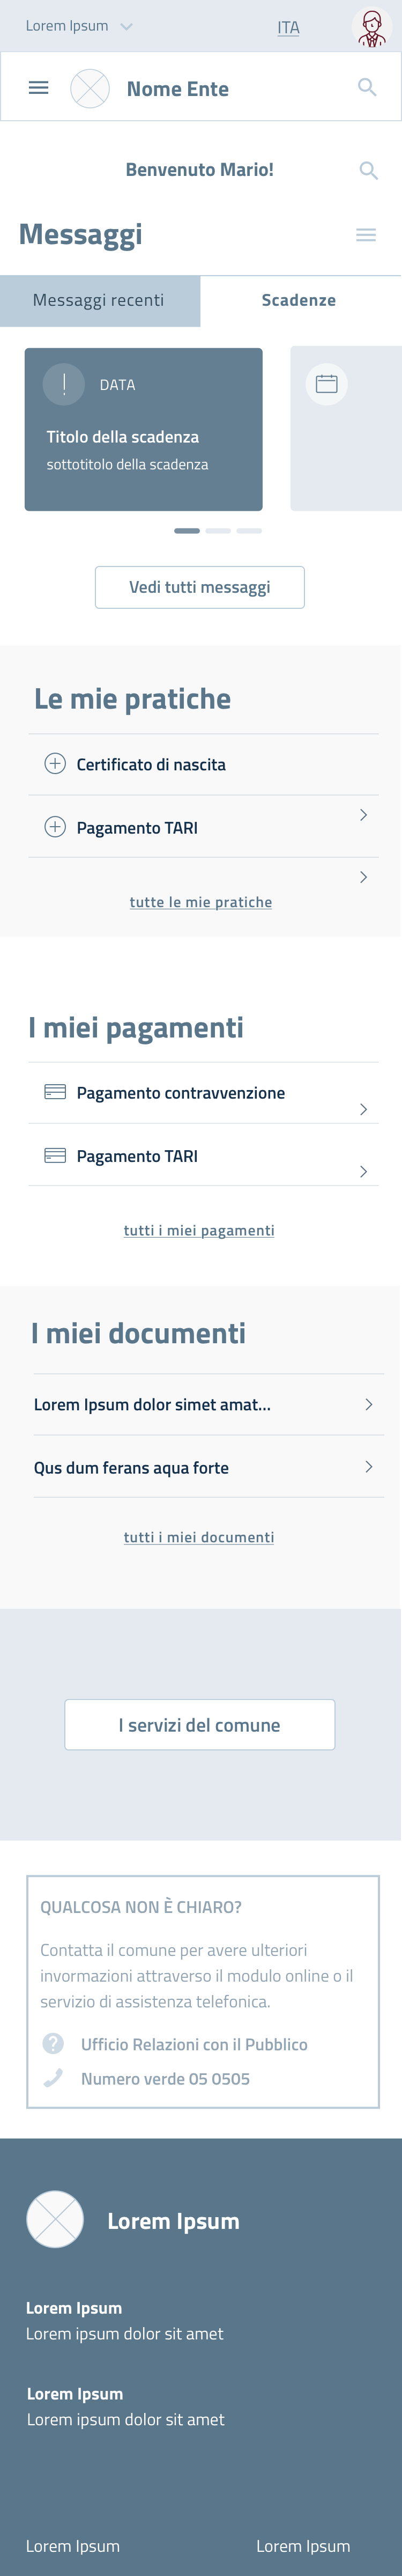 Lorem Ipsum
ITA
Nome Ente
Benvenuto Mario!
Messaggi
Messaggi recenti
Scadenze
DATA
Titolo della scadenza
sottotitolo della scadenza
Vedi tutti messaggi
Le mie pratiche
Certificato di nascita
Pagamento TARI
tutte le mie pratiche
I miei pagamenti
Pagamento contravvenzione
Pagamento TARI
tutti i miei pagamenti
I miei documenti
Lorem Ipsum dolor simet amat...
Qus dum ferans aqua forte
tutti i miei documenti
I servizi del comune
QUALCOSA NON È CHIARO?
Contatta il comune per avere ulteriori
invormazioni attraverso il modulo online o il
servizio di assistenza telefonica.
Ufficio Relazioni con il Pubblico
Numero verde 05 0505
Lorem Ipsum
Lorem Ipsum
Lorem ipsum dolor sit amet
Lorem Ipsum
Lorem ipsum dolor sit amet
Lorem Ipsum
Lorem Ipsum